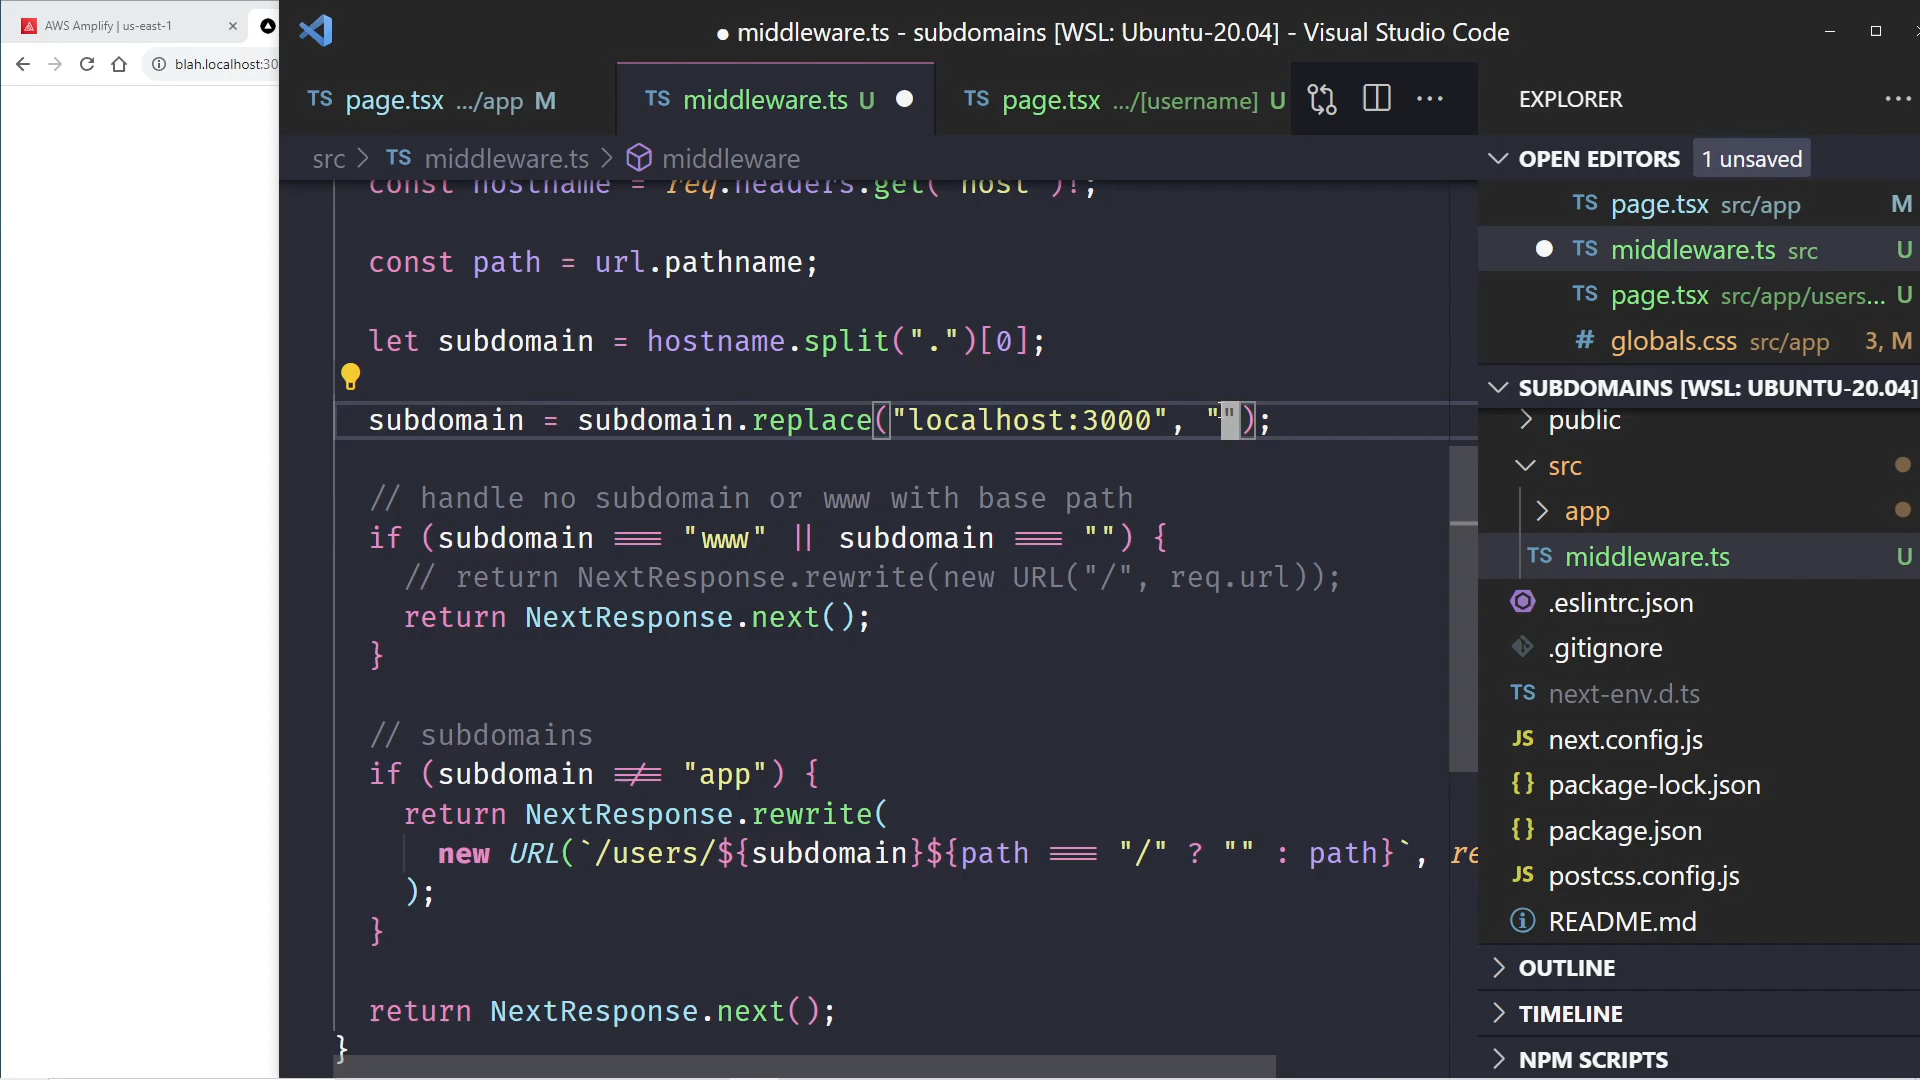 AWS Amplify | us-east-1
blah.localhost:30
● middleware.ts - subdomains [WSL: Ubuntu-20.04] - Visual Studio Code
TS page.tsx .../app M
TS middleware.ts U
TS page.tsx .../[username] U
src > TS middleware.ts > middleware
const hostname = req.headers.get("host")!;
const path = url.pathname;
let subdomain = hostname.split(".")[0];
subdomain = subdomain.replace("localhost:3000", "");
// handle no subdomain or www with base path
if (subdomain === "www" || subdomain === "") {
// return NextResponse.rewrite(new URL("/", req.url));
return NextResponse.next();
}
// subdomains
if (subdomain !== "app") {
return NextResponse.rewrite(
new URL(`/users/${subdomain}${path === "/" ? "" : path}`, re
);
}
return NextResponse.next();
}
EXPLORER
OPEN EDITORS 1 unsaved
TS page.tsx src/app M
TS middleware.ts src U
TS page.tsx src/app/users... U
# globals.css src/app 3, M
SUBDOMAINS [WSL: UBUNTU-20.04]
public
src
app
TS middleware.ts U
.eslintrc.json
.gitignore
TS next-env.d.ts
JS next.config.js
{} package-lock.json
{} package.json
JS postcss.config.js
README.md
OUTLINE
TIMELINE
NPM SCRIPTS